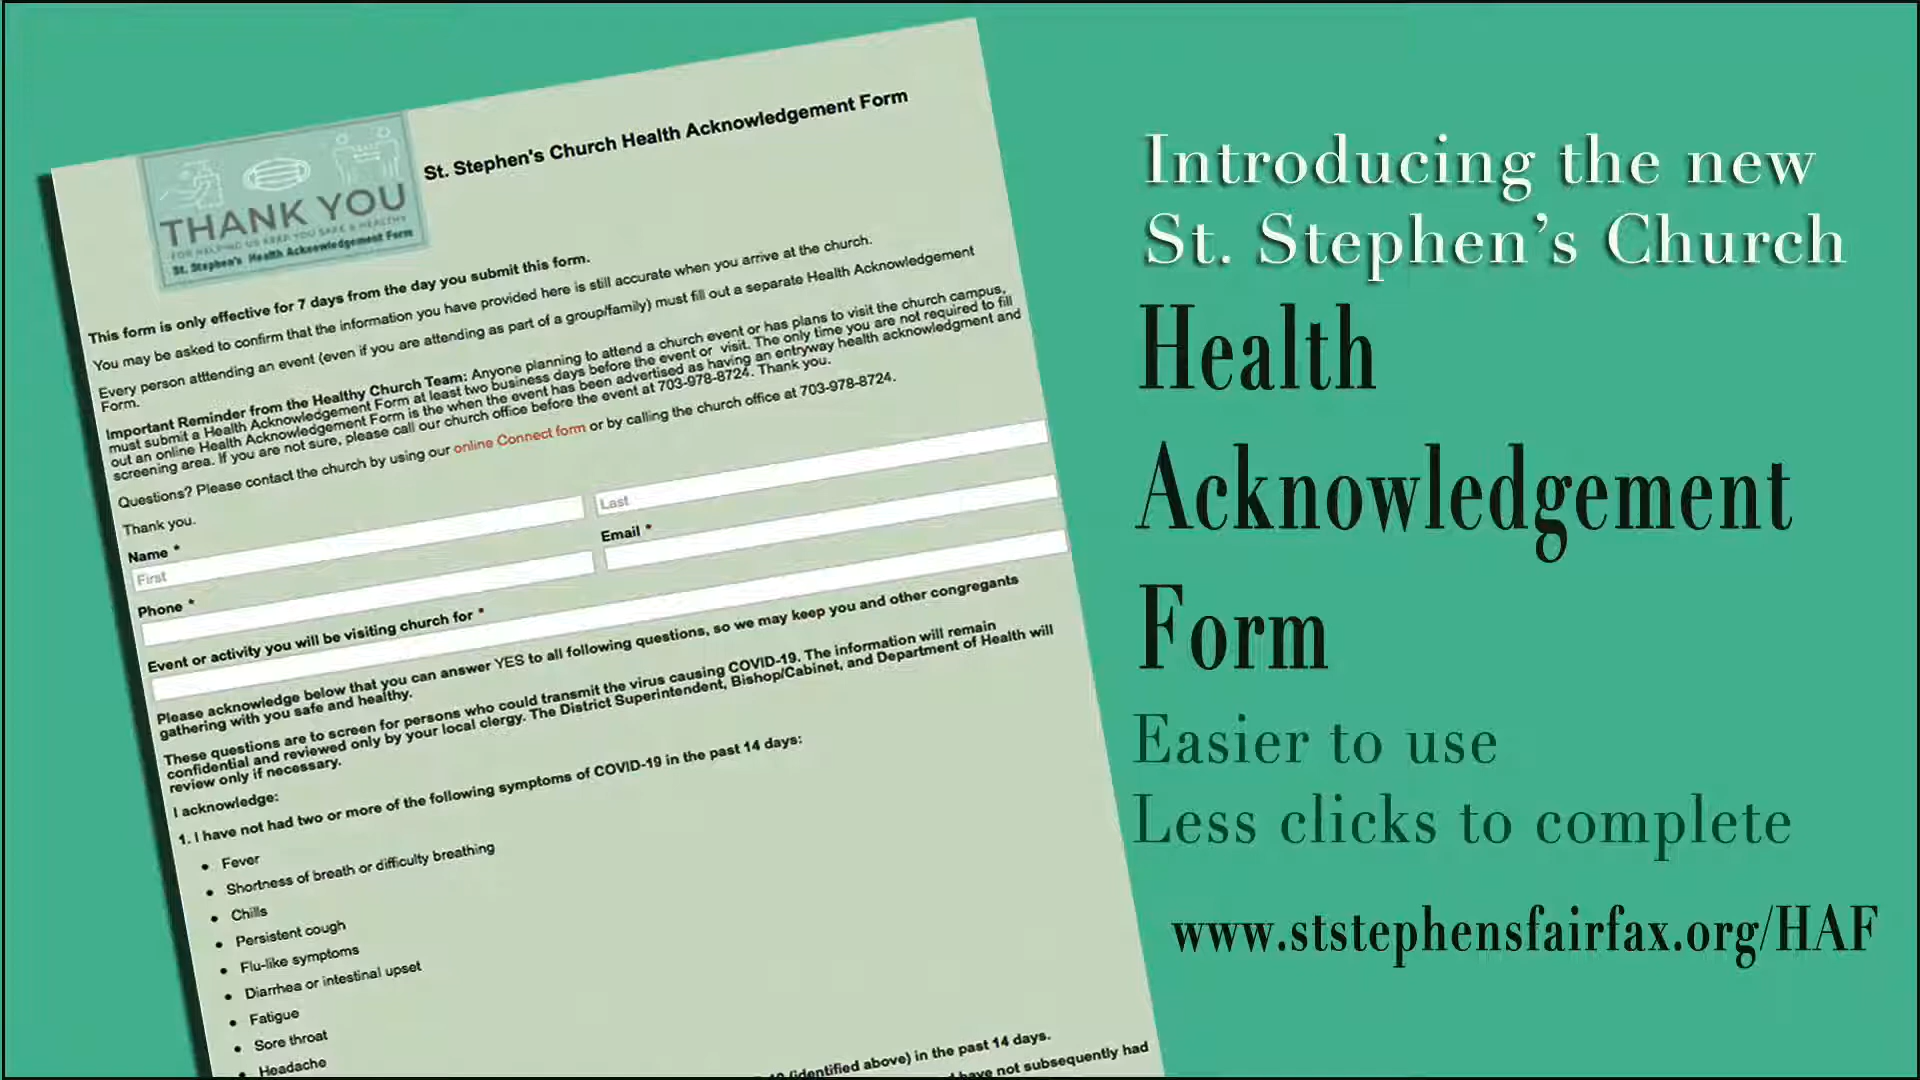 THANK YOU
FOR HELPING US KEEP YOU SAFE & HEALTHY
St. Stephen's Health Acknowledgement Form
St. Stephen's Church Health Acknowledgement Form
This form is only effective for 7 days from the day you submit this form.
You may be asked to confirm that the information you have provided here is still accurate when you arrive at the church.
Every person atttending an event (even if you are attending as part of a group/family) must fill out a separate Health Acknowledgement
Form.
Important Reminder from the Healthy Church Team: Anyone planning to attend a church event or has plans to visit the church campus,
must submit a Health Acknowledgement Form at least two business days before the event or visit. The only time you are not required to fill
out an online Health Acknowledgement Form is the when the event has been advertised as having an entryway health acknowledgment and
screening area. If you are not sure, please call our church office before the event at 703-978-8724. Thank you.
Questions? Please contact the church by using our online Connect form or by calling the church office at 703-978-8724.
Thank you.
Name *
First
Last
Phone *
Email *
Event or activity you will be visiting church for *
Please acknowledge below that you can answer YES to all following questions, so we may keep you and other congregants
gathering with you safe and healthy.
These questions are to screen for persons who could transmit the virus causing COVID-19. The information will remain
confidential and reviewed only by your local clergy. The District Superintendent, Bishop/Cabinet, and Department of Health will
review only if necessary.
I acknowledge:
1. I have not had two or more of the following symptoms of COVID-19 in the past 14 days:
• Fever
• Shortness of breath or difficulty breathing
• Chills
• Persistent cough
• Flu-like symptoms
• Diarrhea or intestinal upset
• Fatigue
• Sore throat
• Headache
(identified above) in the past 14 days.
have not subsequently had
Introducing the new
St. Stephen's Church
Health
Acknowledgement
Form
Easier to use
Less clicks to complete
www.ststephensfairfax.org/HAF